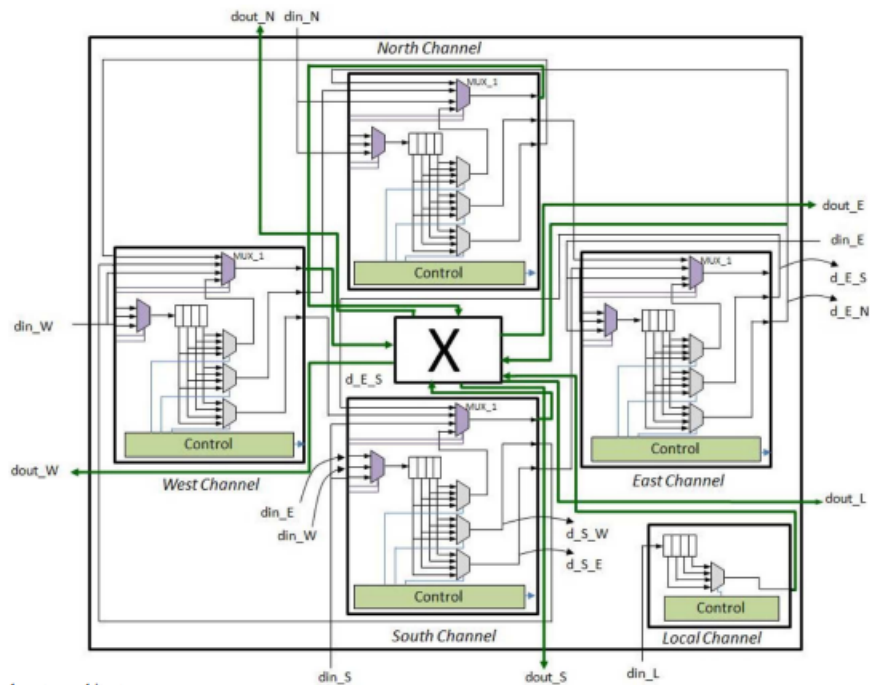 dout_N
din_N
North Channel
MUX_1
Control
dout_E
din_E
MUX_1
d_E_S
d_E_N
Control
East Channel
MUX_1
din_W
Control
West Channel
dout_W
X
d_E_S
MUX_1
din_E
din_W
d_S_W
d_S_E
Control
South Channel
dout_L
Control
Local Channel
din_S
dout_S
din_L